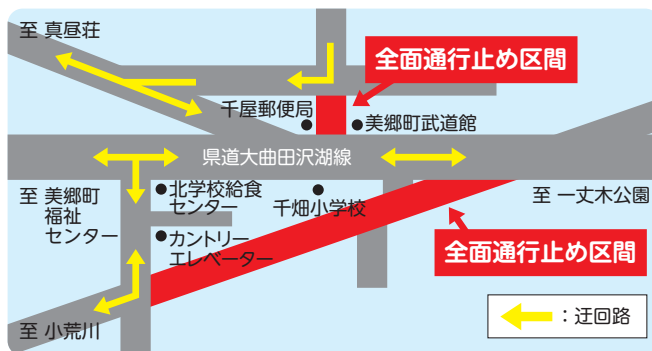 至 真昼荘
全面通行止め区間
千屋郵便局
美郷町武道館
県道大曲田沢湖線
至 美郷町
福祉
センター
北学校給食
センター
千畑小学校
至 一丈木公園
カントリー
エレベーター
全面通行止め区間
至 小荒川
：迂回路